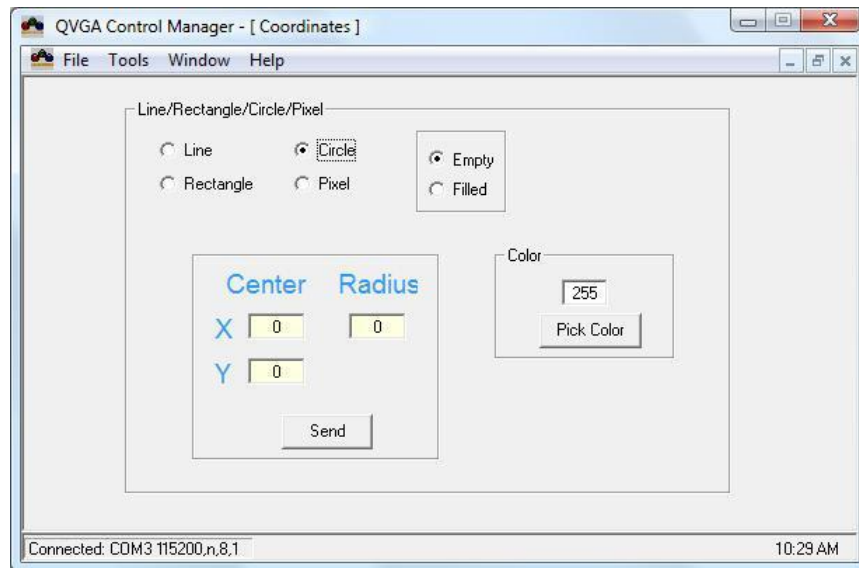 QVGA Control Manager - [ Coordinates ]
File Tools Window Help
Line/Rectangle/Circle/Pixel
Line Circle Empty
Rectangle Pixel Filled
Center Radius
X 0 0
Y 0
Send
Color
255
Pick Color
Connected: COM3 115200,n,8,1 10:29 AM